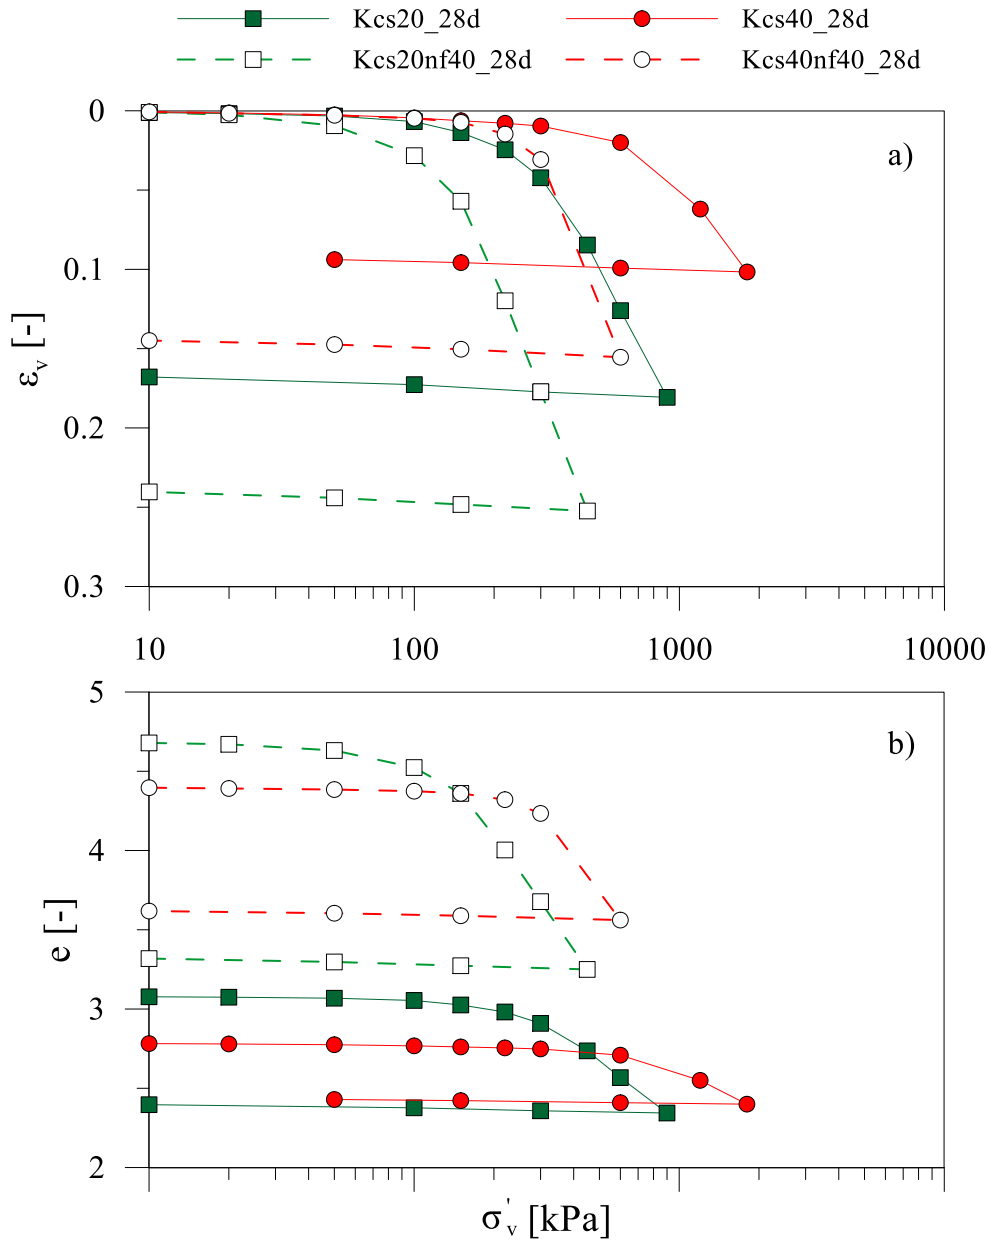 Kcs20_28d Kcs40_28d
Kcs20nf40_28d Kcs40nf40_28d
0
a)
0.1
εv [-]
0.2
0.3
10 100 1000 10000
5
b)
4
e [-]
3
2
σ'v [kPa]